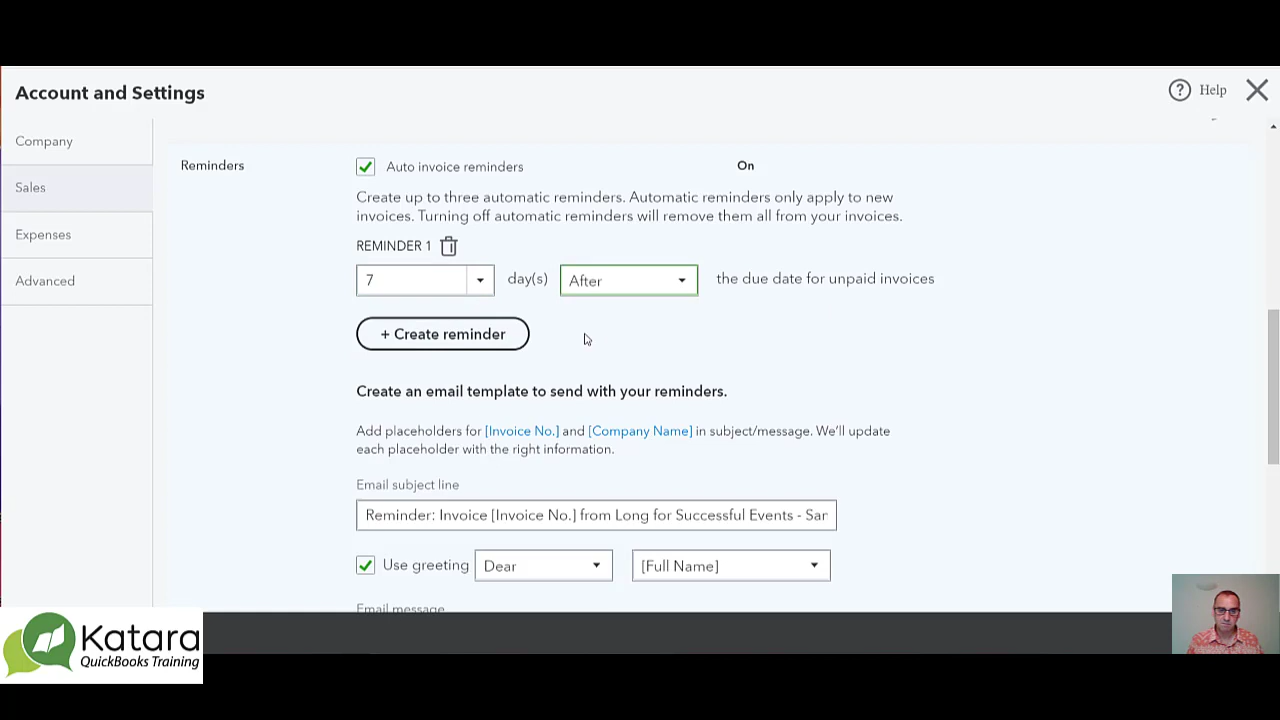 Account and Settings
? Help
Company
Sales
Expenses
Advanced
Reminders
Auto invoice reminders
On
Create up to three automatic reminders. Automatic reminders only apply to new
invoices. Turning off automatic reminders will remove them all from your invoices.
REMINDER 1
7 day(s) After the due date for unpaid invoices
+ Create reminder
Create an email template to send with your reminders.
Add placeholders for [Invoice No.] and [Company Name] in subject/message. We'll update
each placeholder with the right information.
Email subject line
Reminder: Invoice [Invoice No.] from Long for Successful Events - Sar
Use greeting Dear [Full Name]
Email message
Katara
QuickBooks Training